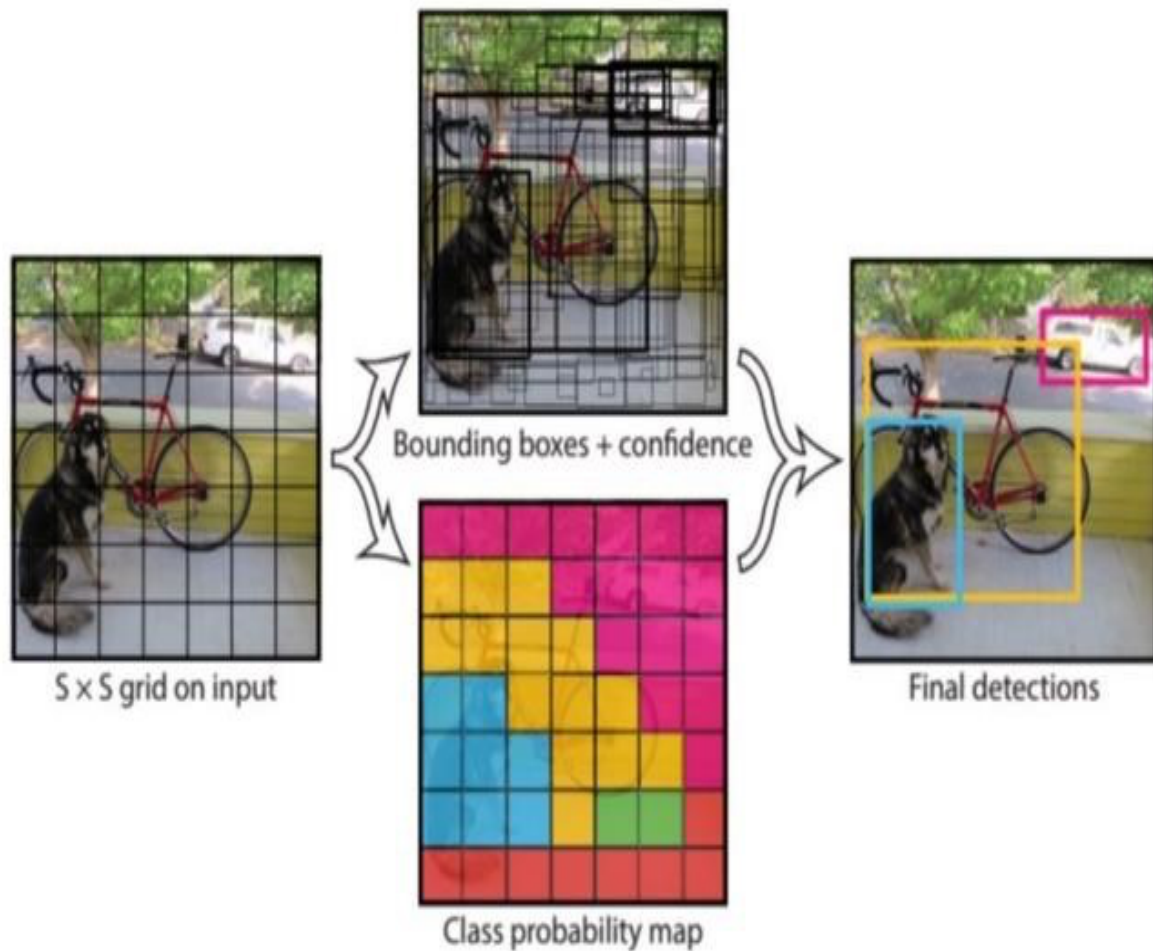 Bounding boxes + confidence
S × S grid on input
Final detections
Class probability map